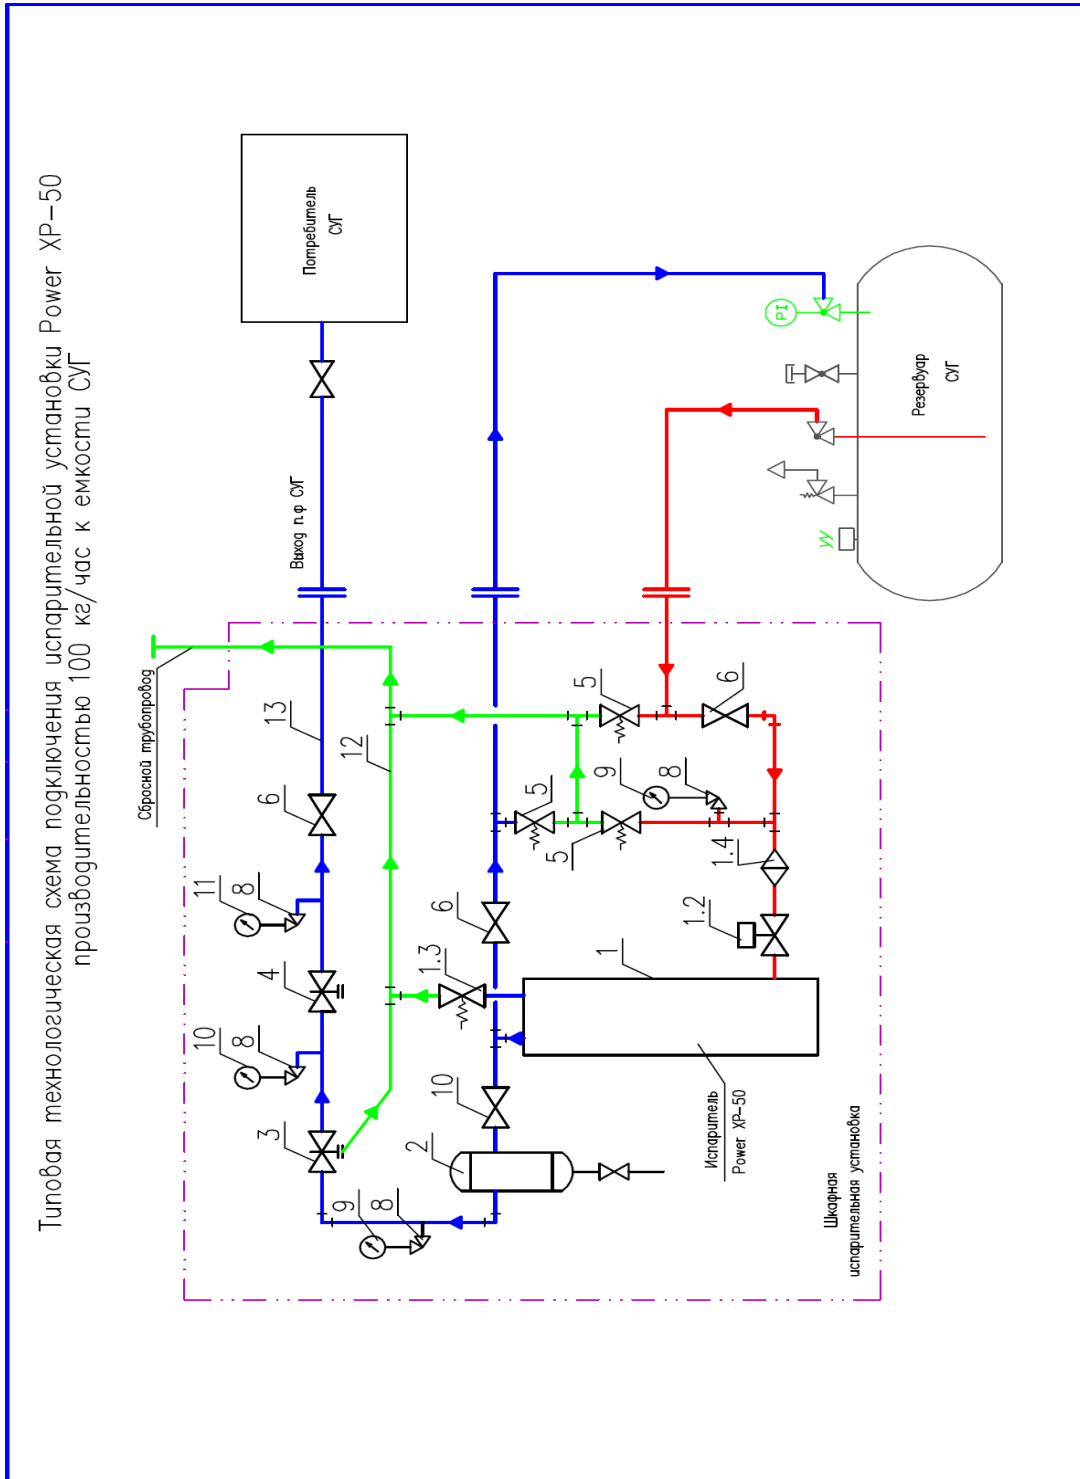 Типовая технологическая схема подключения испарительной установки Power XP-50
производительностью 100 кг/час к емкости СУГ
Потребитель
СУГ
Выход п.ф СУГ
Сбросной трубопровод
13
12
6
11
8
4
10
8
3
9
8
2
10
1.3
6
5
5
5
9
8
6
1.4
1.2
1
PI
УУ
Резервуар
СУГ
Испаритель
Power XP-50
Шкафная
испарительная установка